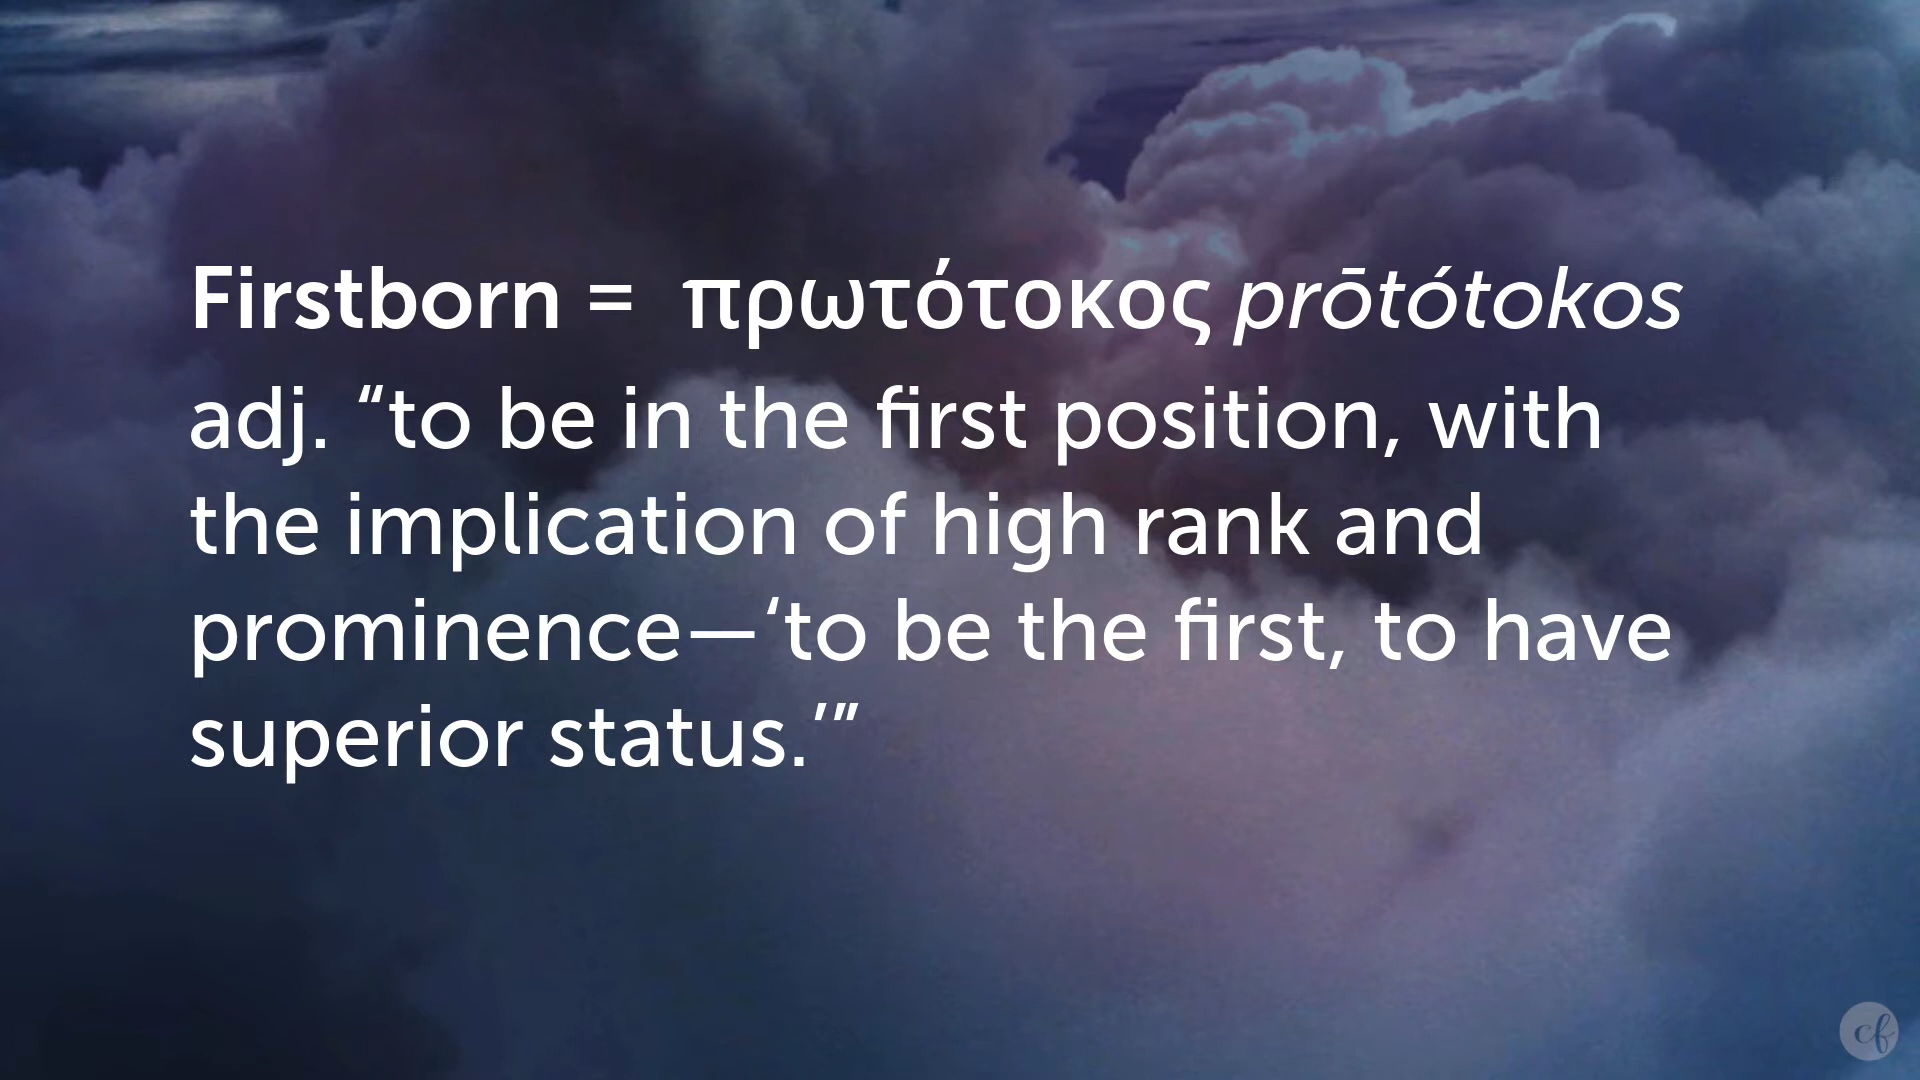 Firstborn = πρωτότοκος prōtótokos
adj. “to be in the first position, with
the implication of high rank and
prominence—‘to be the first, to have
superior status.’”
cf